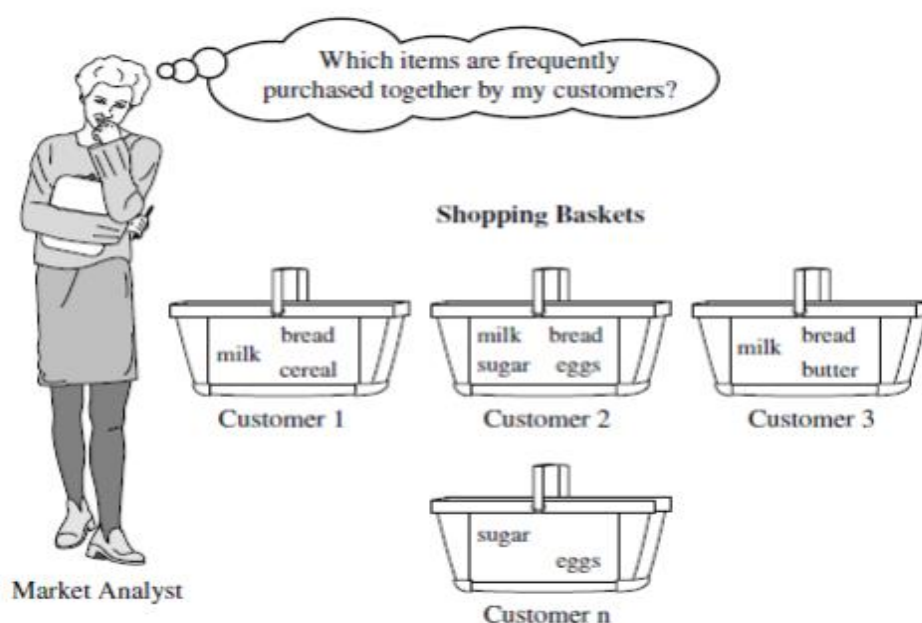 Which items are frequently
purchased together by my customers?
Shopping Baskets
milk
bread
cereal
Customer 1
milk bread
sugar eggs
Customer 2
milk
bread
butter
Customer 3
sugar
eggs
Customer n
Market Analyst